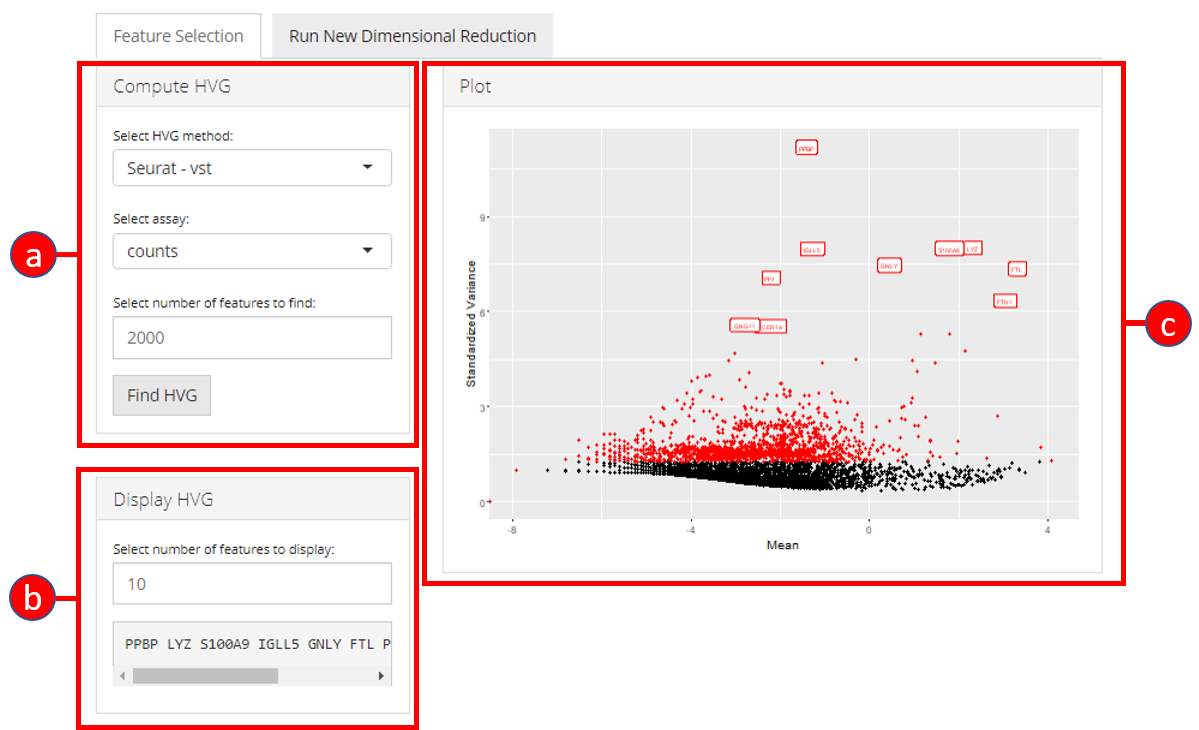 Feature Selection
Run New Dimensional Reduction
Compute HVG
Select HVG method:
Seurat - vst
Select assay:
counts
Select number of features to find:
2000
Find HVG
a
Display HVG
Select number of features to display:
10
PPBP LYZ S100A9 IGLL5 GNLY FTL P
b
Plot
Standardized Variance
9
6
3
0
-8
-4
0
4
Mean
PPBP
IGLL5
S100A9
LYZ
GNLY
FTL
FTH1
GNG11
c